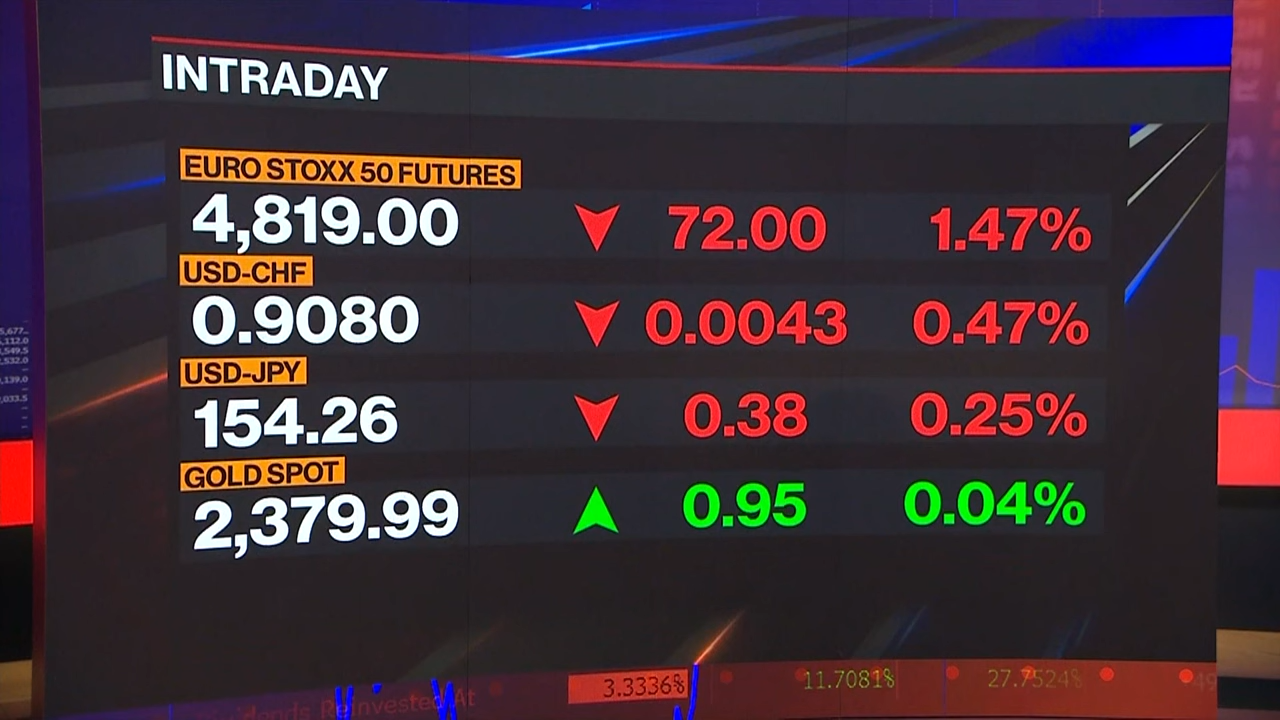 INTRADAY
EURO STOXX 50 FUTURES
4,819.00 ▼ 72.00 1.47%
USD-CHF
0.9080 ▼ 0.0043 0.47%
USD-JPY
154.26 ▼ 0.38 0.25%
GOLD SPOT
2,379.99 ▲ 0.95 0.04%
3.3336% 11.7081% 27.7524%
Reinvested At